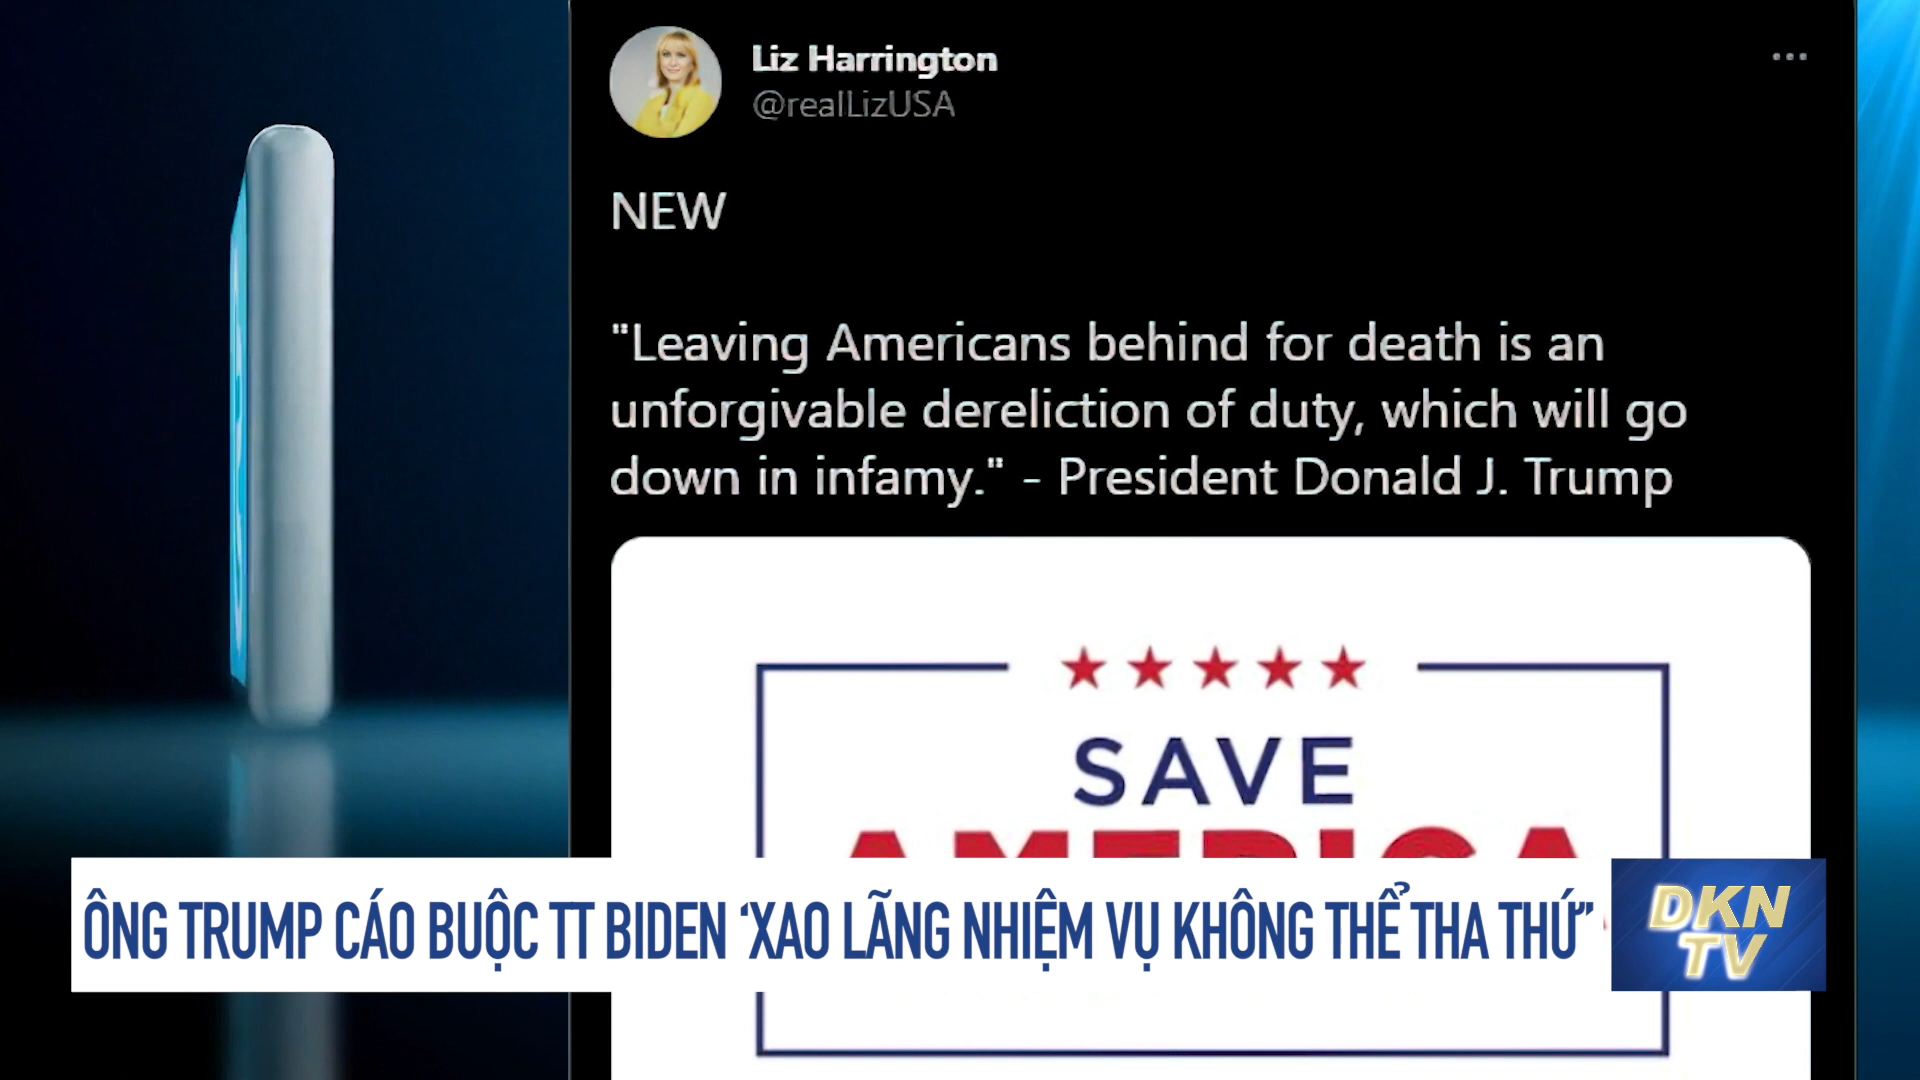 Liz Harrington
@realLizUSA
NEW
"Leaving Americans behind for death is an
unforgivable dereliction of duty, which will go
down in infamy." - President Donald J. Trump
SAVE
AMERICA
ÔNG TRUMP CÁO BUỘC TT BIDEN ‘XAO LÃNG NHIỆM VỤ KHÔNG THỂ THA THỨ’
DKN
TV